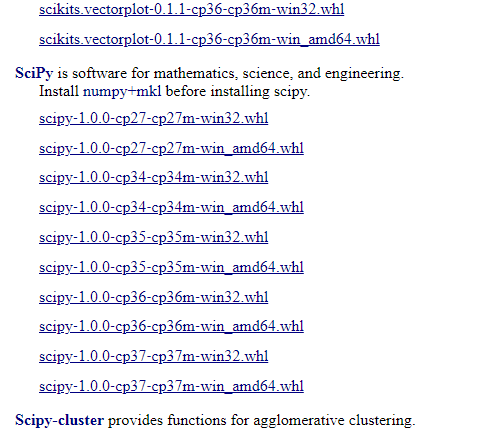 scikits.vectorplot-0.1.1-cp36-cp36m-win32.whl
scikits.vectorplot-0.1.1-cp36-cp36m-win_amd64.whl
SciPy is software for mathematics, science, and engineering.
Install numpy+mkl before installing scipy.
scipy-1.0.0-cp27-cp27m-win32.whl
scipy-1.0.0-cp27-cp27m-win_amd64.whl
scipy-1.0.0-cp34-cp34m-win32.whl
scipy-1.0.0-cp34-cp34m-win_amd64.whl
scipy-1.0.0-cp35-cp35m-win32.whl
scipy-1.0.0-cp35-cp35m-win_amd64.whl
scipy-1.0.0-cp36-cp36m-win32.whl
scipy-1.0.0-cp36-cp36m-win_amd64.whl
scipy-1.0.0-cp37-cp37m-win32.whl
scipy-1.0.0-cp37-cp37m-win_amd64.whl
Scipy-cluster provides functions for agglomerative clustering.